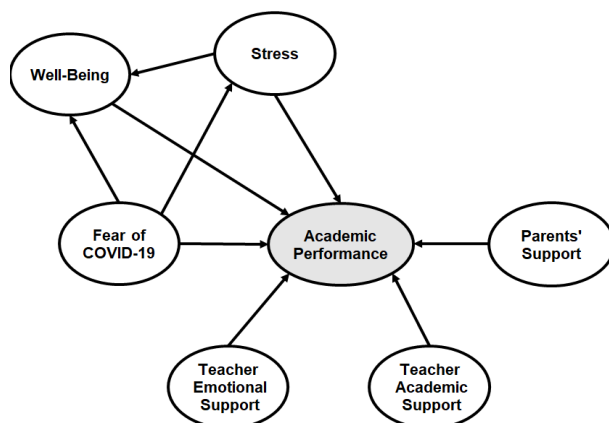 Stress
Well-Being
Fear of
COVID-19
Academic
Performance
Parents'
Support
Teacher
Emotional
Support
Teacher
Academic
Support